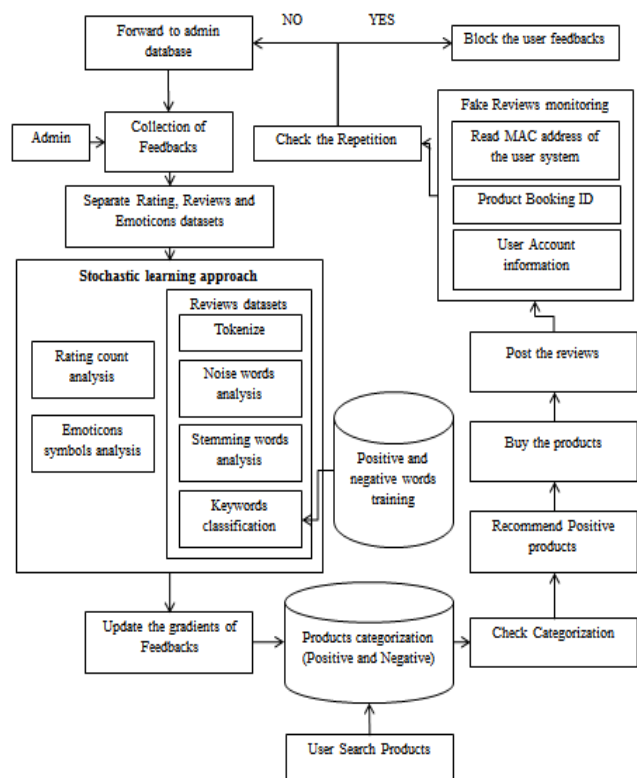 NO
YES
Forward to admin
database
Block the user feedbacks
Fake Reviews monitoring
Read MAC address of
the user system
Product Booking ID
User Account
information
Admin
Collection of
Feedbacks
Check the Repetition
Separate Rating, Reviews and
Emoticons datasets
Stochastic learning approach
Reviews datasets
Tokenize
Noise words
analysis
Stemming words
analysis
Keywords
classification
Rating count
analysis
Emoticons
symbols analysis
Positive and
negative words
training
Post the reviews
Buy the products
Recommend Positive
products
Update the gradients of
Feedbacks
Products categorization
(Positive and Negative)
Check Categorization
User Search Products